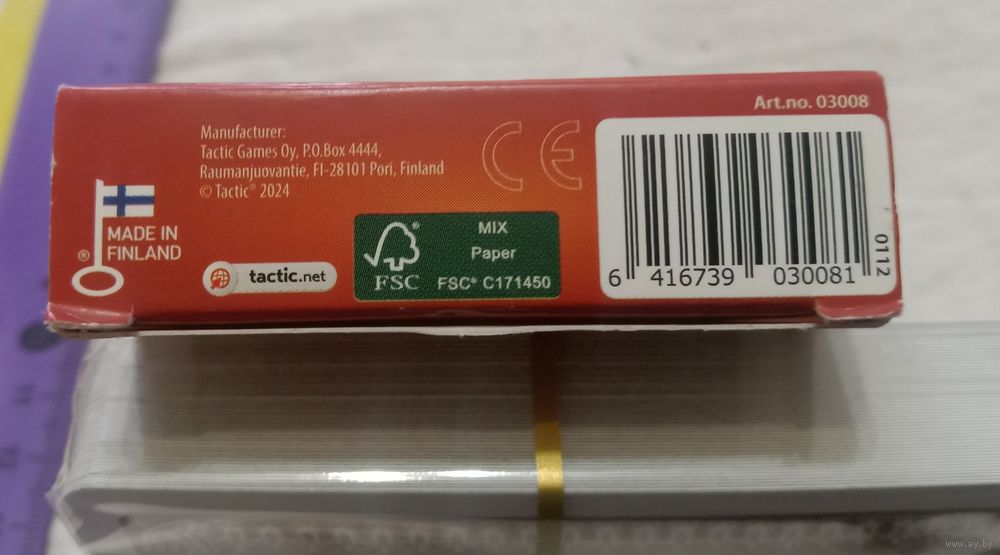 Art.no. 03008
Manufacturer:
Tactic Games Oy, P.O.Box 4444,
Raumanjuovantie, FI-28101 Pori, Finland
© Tactic® 2024
CE
MADE IN
® FINLAND
tactic.net
FSC®
MIX
Paper
FSC® C171450
6 416739 030081
0112
www.ay.by